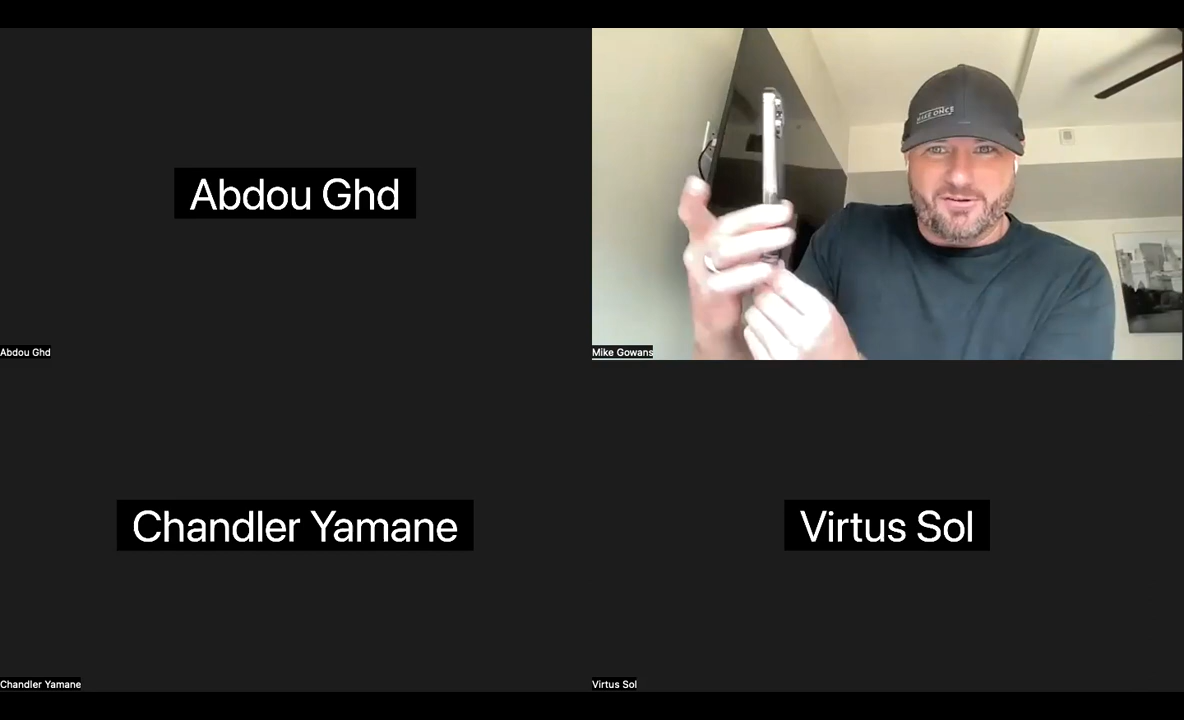 Abdou Ghd
Abdou Ghd
Mike Gowans
Chandler Yamane
Virtus Sol
Chandler Yamane
Virtus Sol